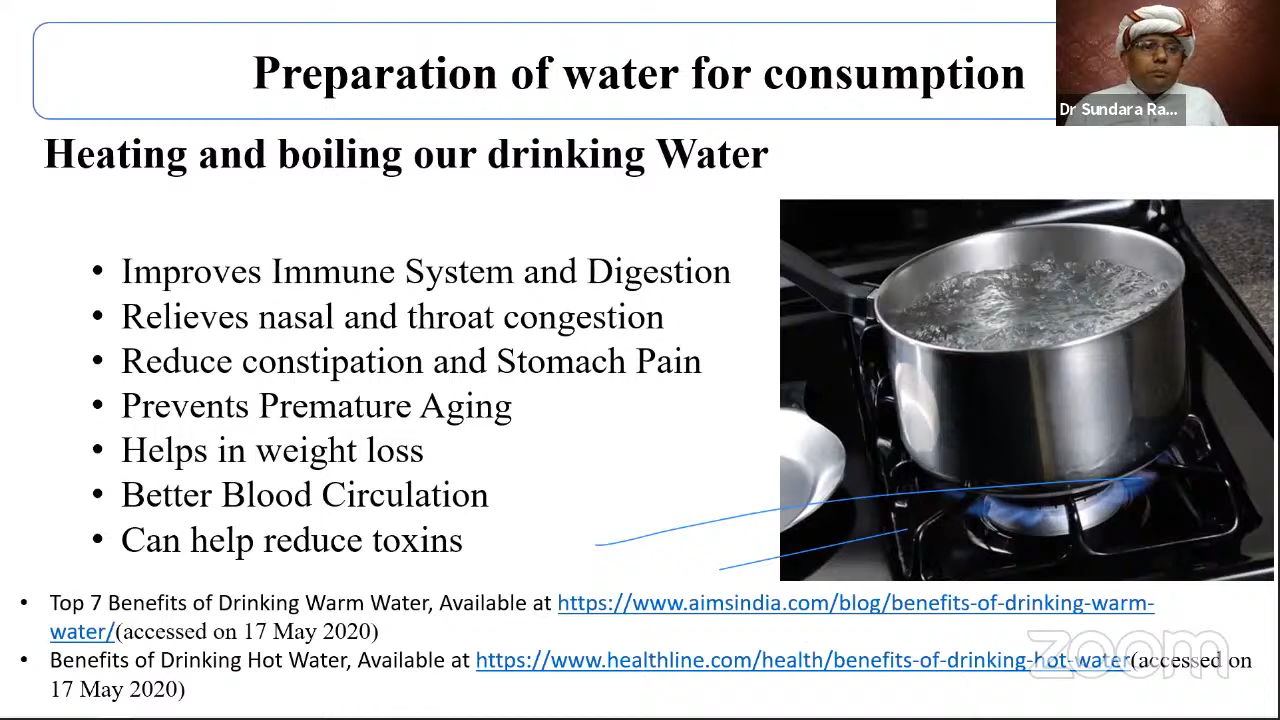 Preparation of water for consumption
Dr Sundara Ra...
Heating and boiling our drinking Water
• Improves Immune System and Digestion
• Relieves nasal and throat congestion
• Reduce constipation and Stomach Pain
• Prevents Premature Aging
• Helps in weight loss
• Better Blood Circulation
• Can help reduce toxins
• Top 7 Benefits of Drinking Warm Water, Available at https://www.aimsindia.com/blog/benefits-of-drinking-warm-
water/(accessed on 17 May 2020)
• Benefits of Drinking Hot Water, Available at https://www.healthline.com/health/benefits-of-drinking-hot-water(accessed on
17 May 2020)
zoom